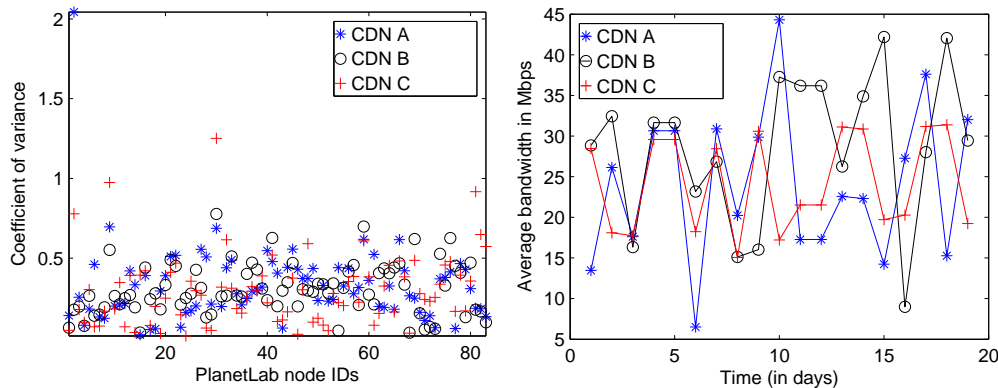 2
1.5
1
0.5
20
40
60
80
Coefficient of variance
PlanetLab node IDs
CDN A
CDN B
CDN C
45
40
35
30
25
20
15
10
5
0
5
10
15
20
Average bandwidth in Mbps
Time (in days)
CDN A
CDN B
CDN C